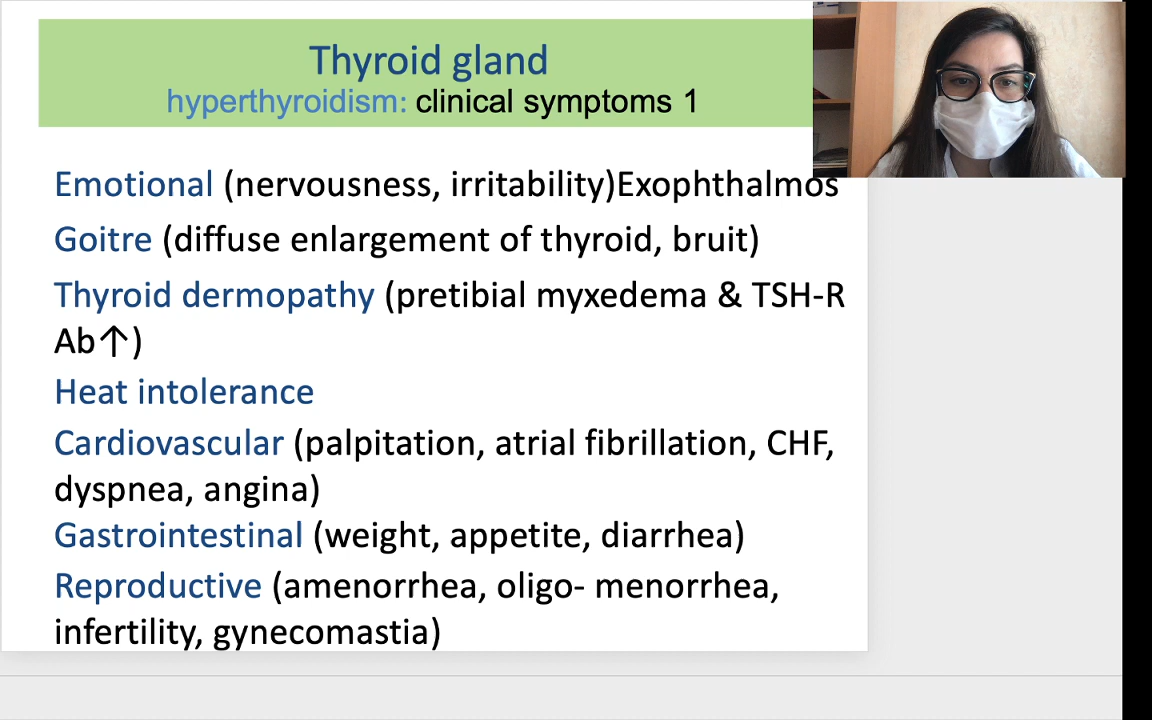 Thyroid gland
hyperthyroidism: clinical symptoms 1
Emotional (nervousness, irritability)Exophthalmos
Goitre (diffuse enlargement of thyroid, bruit)
Thyroid dermopathy (pretibial myxedema & TSH-R
Ab↑)
Heat intolerance
Cardiovascular (palpitation, atrial fibrillation, CHF,
dyspnea, angina)
Gastrointestinal (weight, appetite, diarrhea)
Reproductive (amenorrhea, oligo- menorrhea,
infertility, gynecomastia)